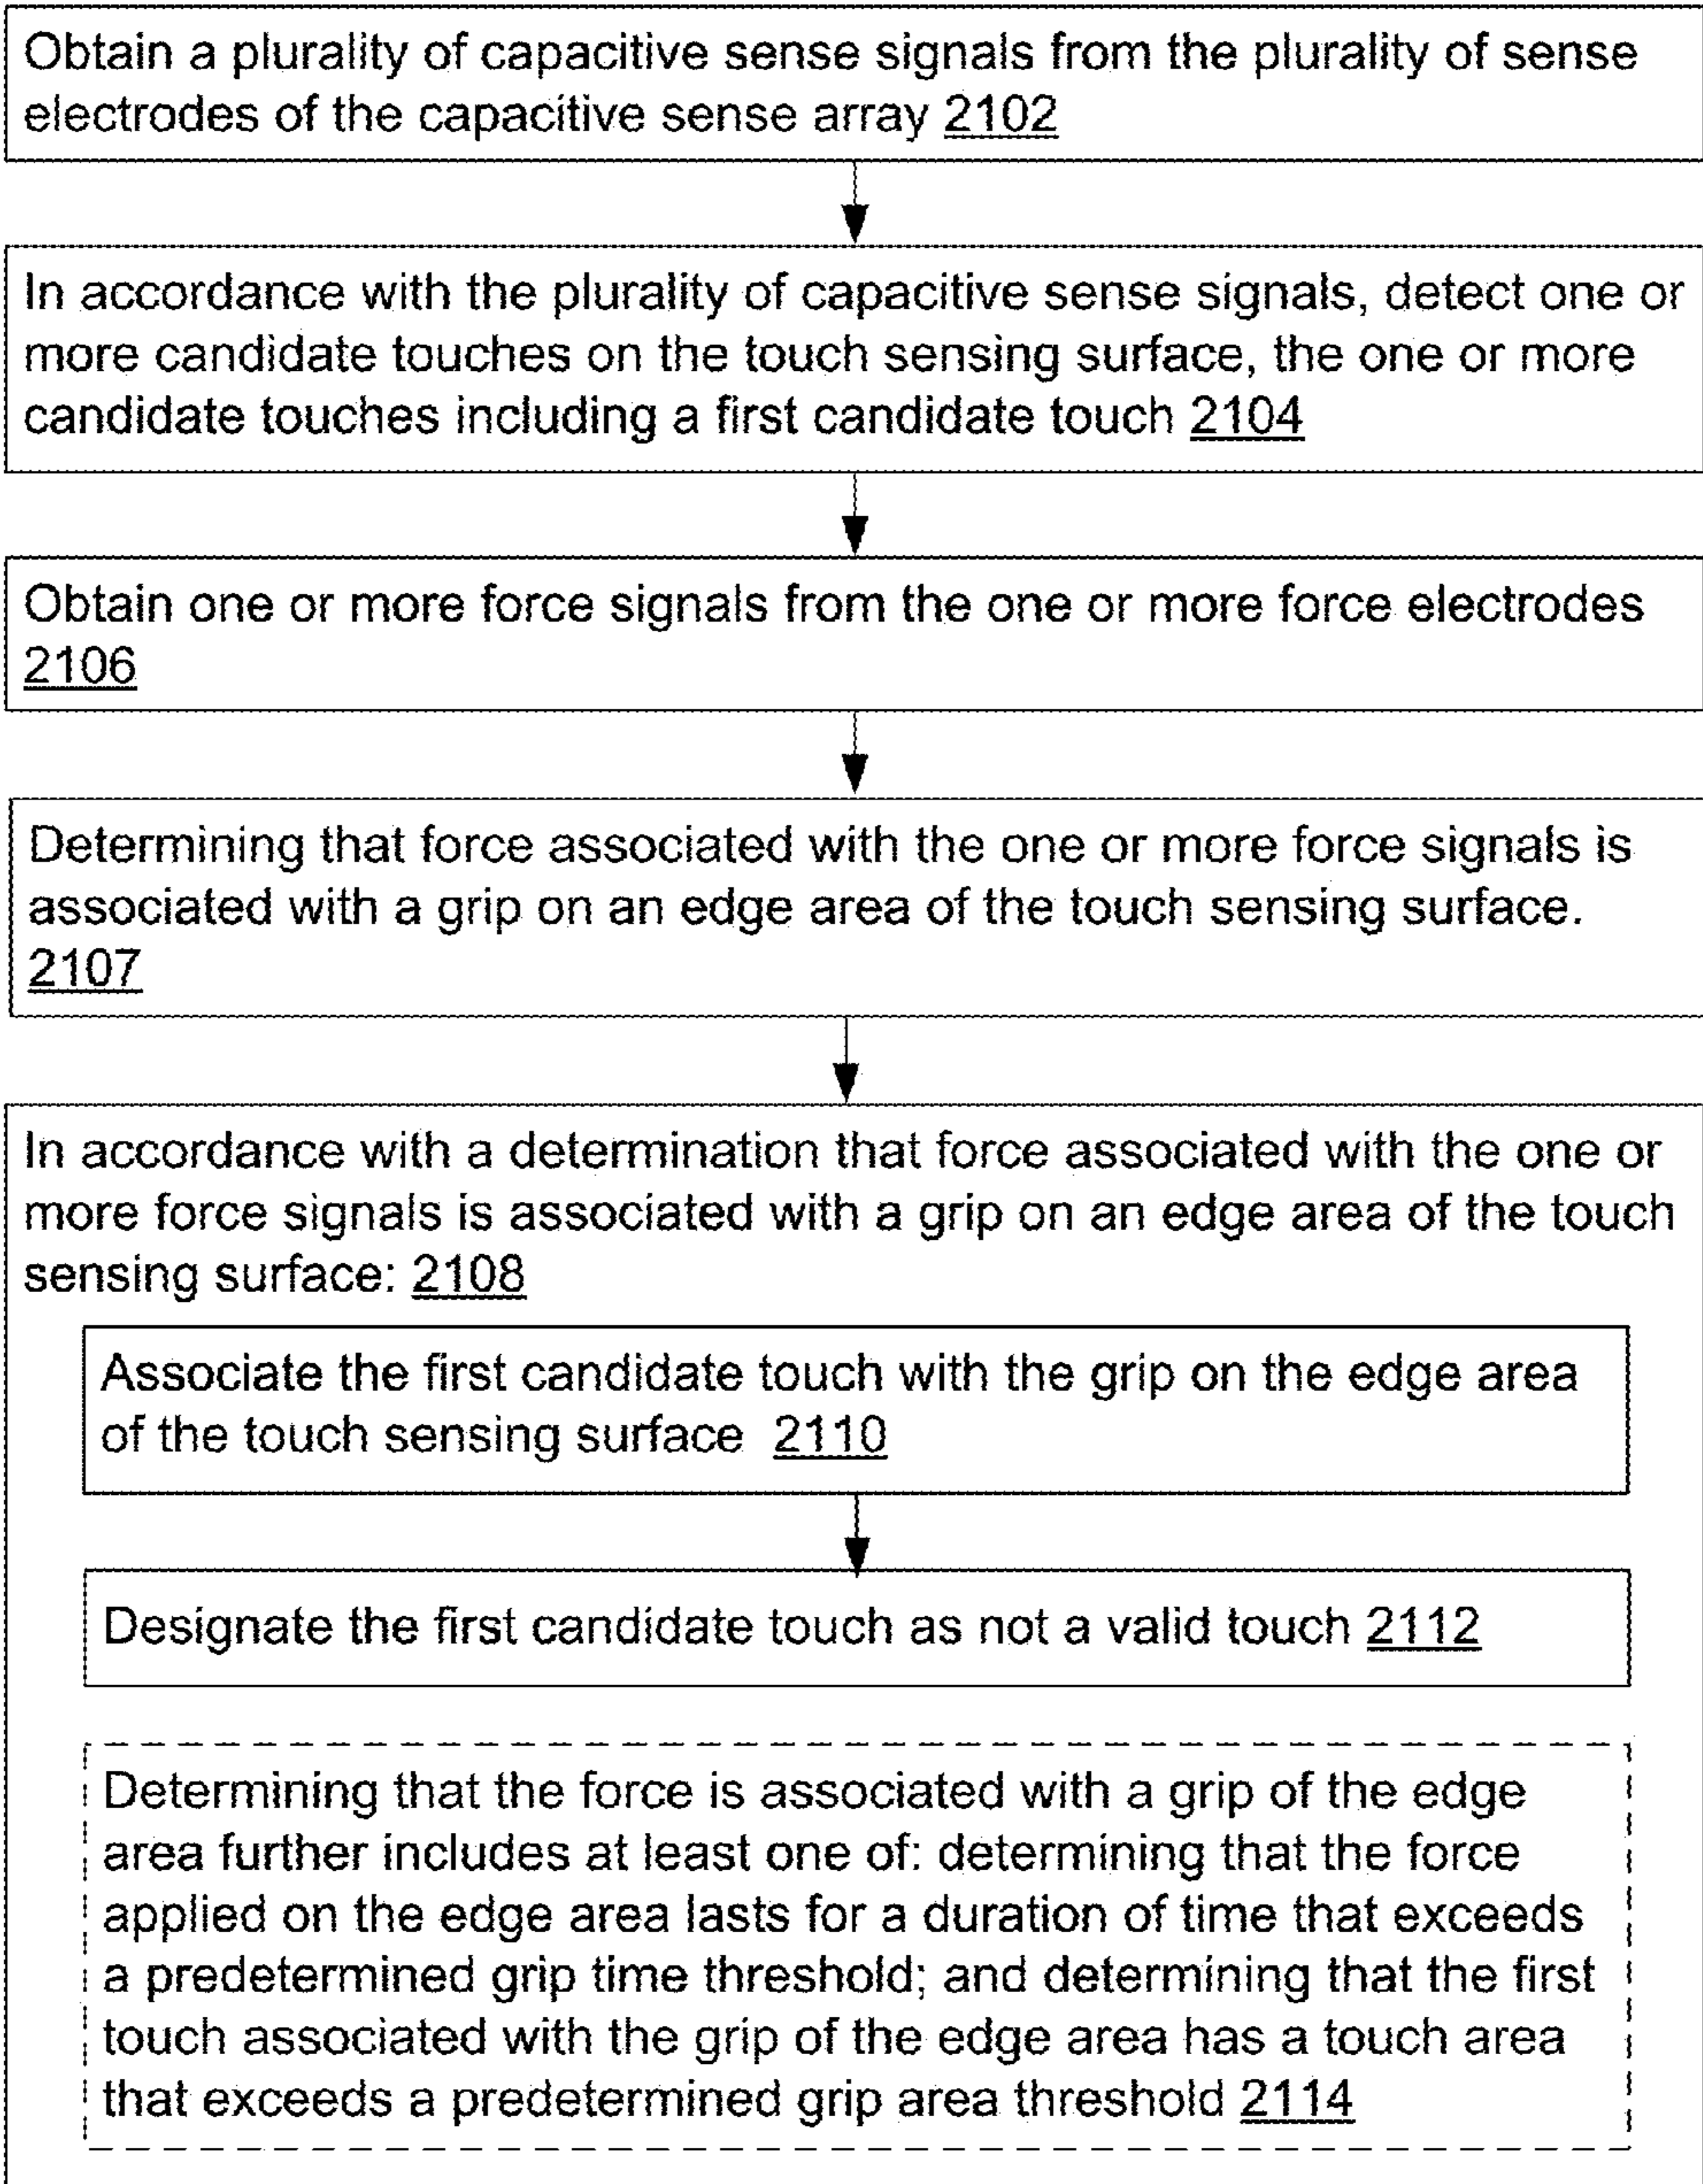 Obtain a plurality of capacitive sense signals from the plurality of sense
electrodes of the capacitive sense array 2102
In accordance with the plurality of capacitive sense signals, detect one or
more candidate touches on the touch sensing surface, the one or more
candidate touches including a first candidate touch 2104
Obtain one or more force signals from the one or more force electrodes
2106
Determining that force associated with the one or more force signals is
associated with a grip on an edge area of the touch sensing surface.
2107
In accordance with a determination that force associated with the one or
more force signals is associated with a grip on an edge area of the touch
sensing surface: 2108
Associate the first candidate touch with the grip on the edge area
of the touch sensing surface 2110
Designate the first candidate touch as not a valid touch 2112
Determining that the force is associated with a grip of the edge
area further includes at least one of: determining that the force
applied on the edge area lasts for a duration of time that exceeds
a predetermined grip time threshold; and determining that the first
touch associated with the grip of the edge area has a touch area
that exceeds a predetermined grip area threshold 2114